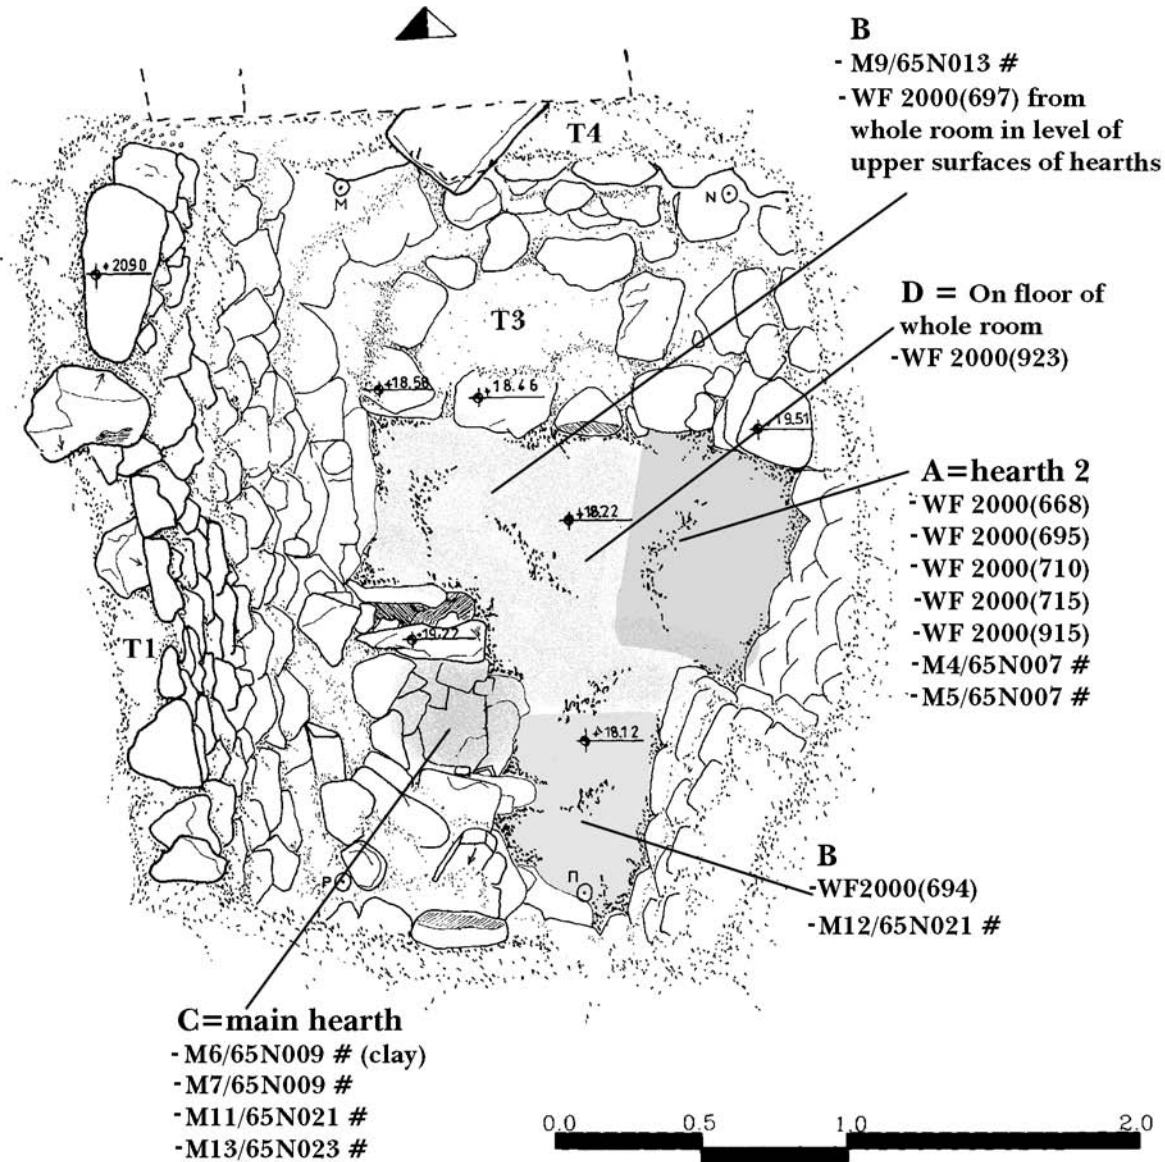 B
- M9/65N013 #
- WF 2000(697) from
whole room in level of
upper surfaces of hearths
T4
M
N
+2090
D = On floor of
whole room
-WF 2000(923)
T3
+18.58
+18.46
19.51
A=hearth 2
-WF 2000(668)
-WF 2000(695)
-WF 2000(710)
-WF 2000(715)
-WF 2000(915)
-M4/65N007 #
-M5/65N007 #
+18.22
T1
+18.12
P
П
B
-WF2000(694)
-M12/65N021 #
C=main hearth
- M6/65N009 # (clay)
- M7/65N009 #
- M11/65N021 #
- M13/65N023 #
0.0 0.5 1.0 2.0